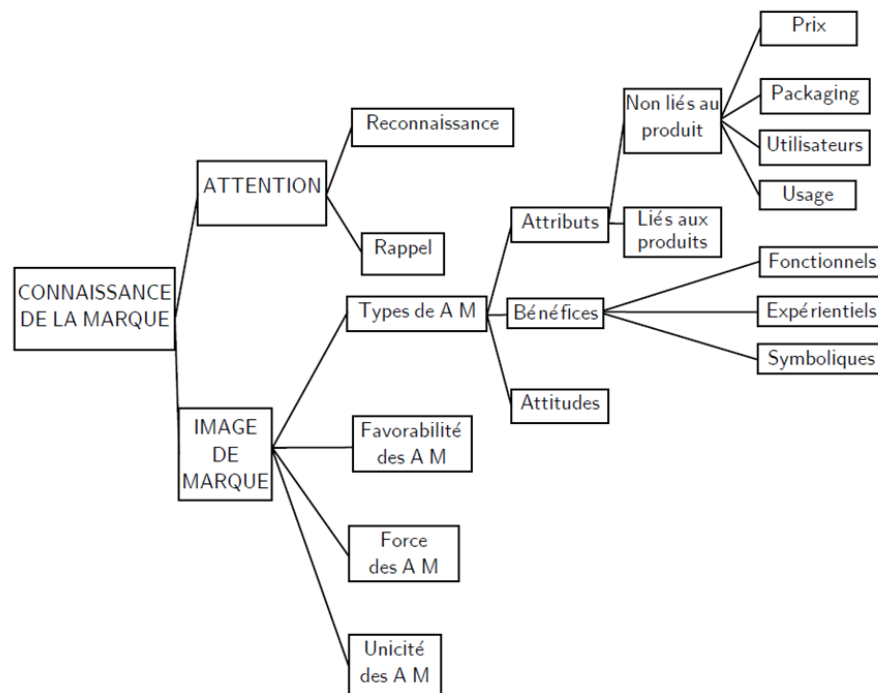 CONNAISSANCE
DE LA MARQUE
ATTENTION
Reconnaissance
Rappel
IMAGE
DE
MARQUE
Types de A M
Attributs
Non liés au
produit
Prix
Packaging
Utilisateurs
Usage
Liés aux
produits
Bénéfices
Fonctionnels
Expérientiels
Symboliques
Attitudes
Favorabilité
des A M
Force
des A M
Unicité
des A M